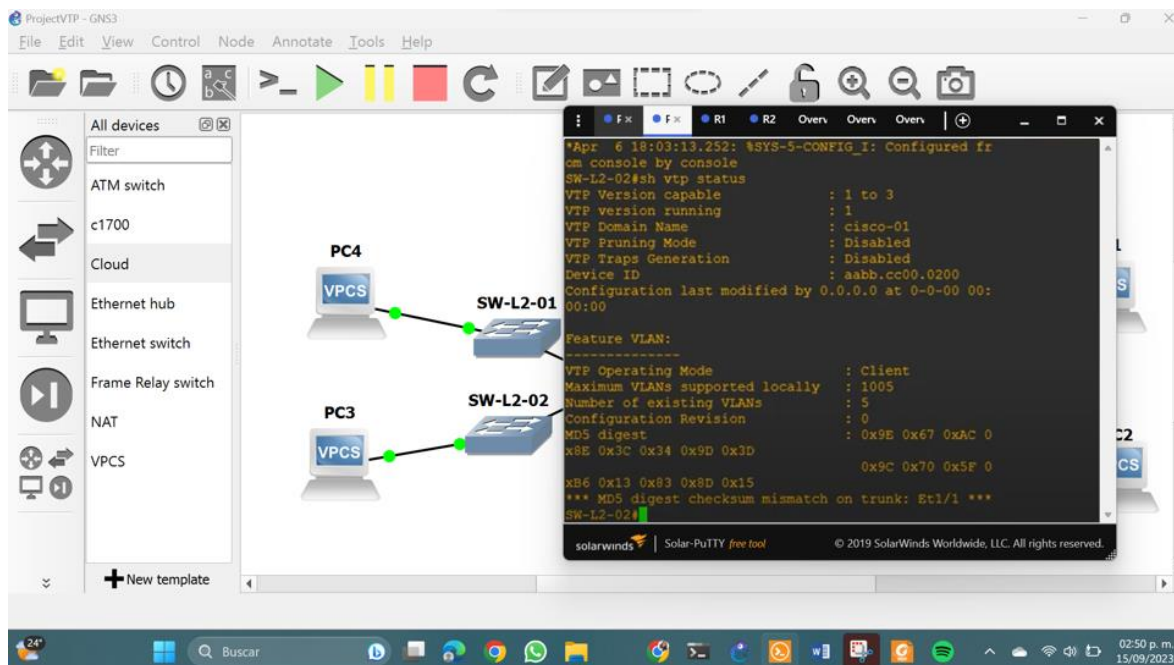 ProjectVTP - GNS3
File Edit View Control Node Annotate Tools Help
All devices
Filter
ATM switch
c1700
Cloud
Ethernet hub
Ethernet switch
Frame Relay switch
NAT
VPCS
New template
PC4
VPCS
SW-L2-01
SW-L2-02
PC3
VPCS
R1 R2 Overv Overv Overv
*Apr 6 18:03:13.252: %SYS-5-CONFIG_I: Configured fr
om console by console
SW-L2-02#sh vtp status
VTP Version capable : 1 to 3
VTP version running : 1
VTP Domain Name : cisco-01
VTP Pruning Mode : Disabled
VTP Traps Generation : Disabled
Device ID : aabb.cc00.0200
Configuration last modified by 0.0.0.0 at 0-0-00 00:
00:00
Feature VLAN:
--------------
VTP Operating Mode : Client
Maximum VLANs supported locally : 1005
Number of existing VLANs : 5
Configuration Revision : 0
MD5 digest : 0x9E 0x67 0xAC 0
x8E 0x3C 0x34 0x9D 0x3D
0x9C 0x70 0x5F 0
xB6 0x13 0x83 0x8D 0x15
*** MD5 digest checksum mismatch on trunk: Et1/1 ***
SW-L2-02#
solarwinds Solar-PuTTY free tool © 2019 SolarWinds Worldwide, LLC. All rights reserved.
24°
Buscar
02:50 p. m.
15/09/2023